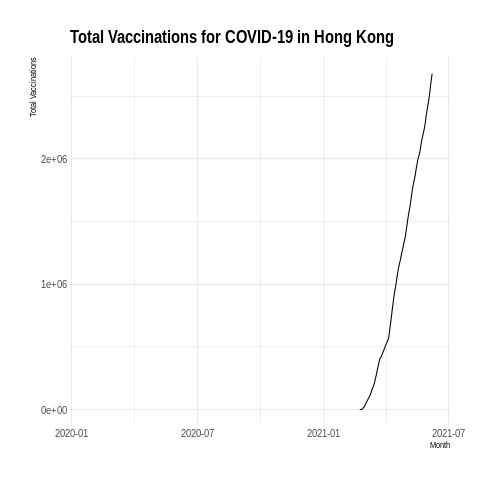 Total Vaccinations for COVID-19 in Hong Kong
Total Vaccinations
2e+06
1e+06
0e+00
2020-01
2020-07
2021-01
2021-07
Month